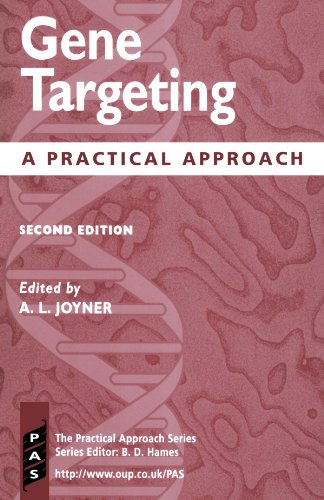 Gene
Targeting
A PRACTICAL APPROACH
SECOND EDITION
Edited by
A. L. JOYNER
PAS
The Practical Approach Series
Series Editor: B. D. Hames
http://www.oup.co.uk/PAS